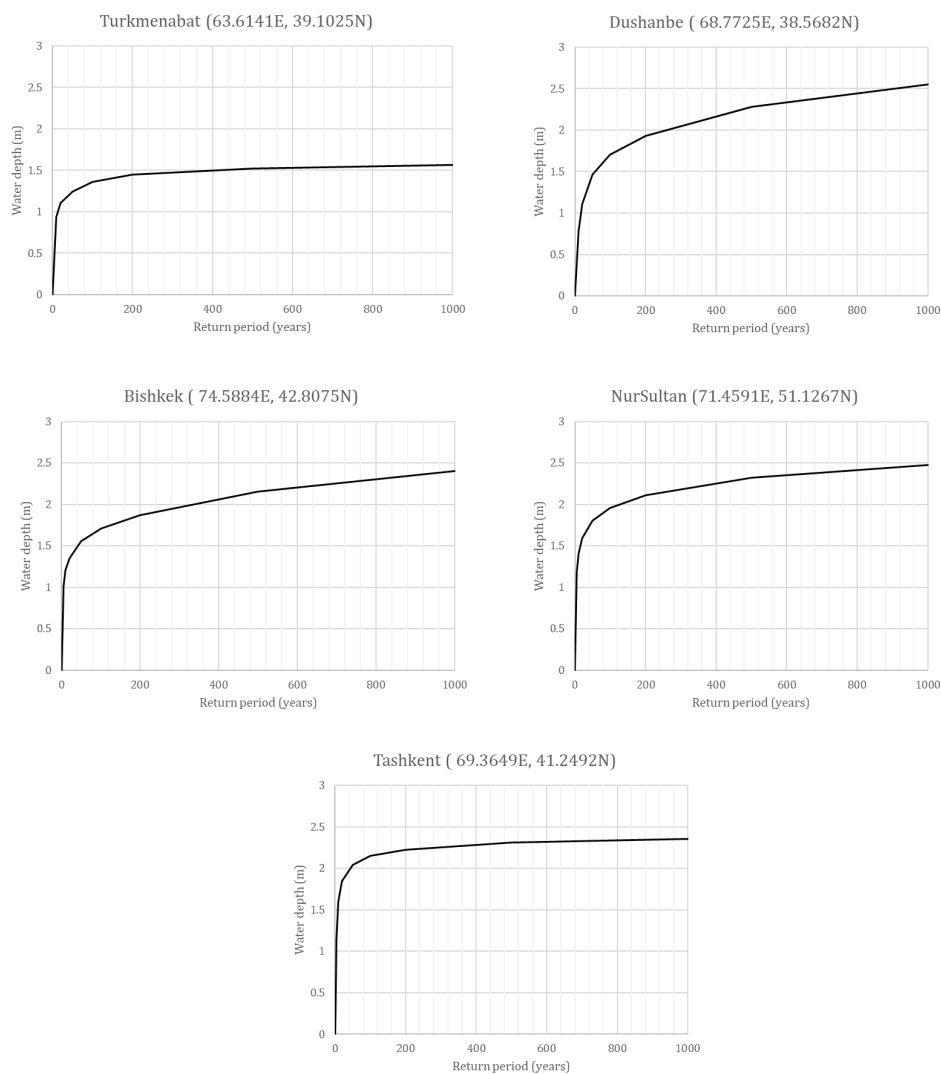 Turkmenabat (63.6141E, 39.1025N)
3
2.5
2
1.5
1
0.5
0
Water depth (m)
0 200 400 600 800 1000
Return period (years)
Dushanbe ( 68.7725E, 38.5682N)
3
2.5
2
1.5
1
0.5
0
Water depth (m)
0 200 400 600 800 1000
Return period (years)
Bishkek ( 74.5884E, 42.8075N)
3
2.5
2
1.5
1
0.5
0
Water depth (m)
0 200 400 600 800 1000
Return period (years)
NurSultan (71.4591E, 51.1267N)
3
2.5
2
1.5
1
0.5
0
Water depth (m)
0 200 400 600 800 1000
Return period (years)
Tashkent ( 69.3649E, 41.2492N)
3
2.5
2
1.5
1
0.5
0
Water depth (m)
0 200 400 600 800 1000
Return period (years)